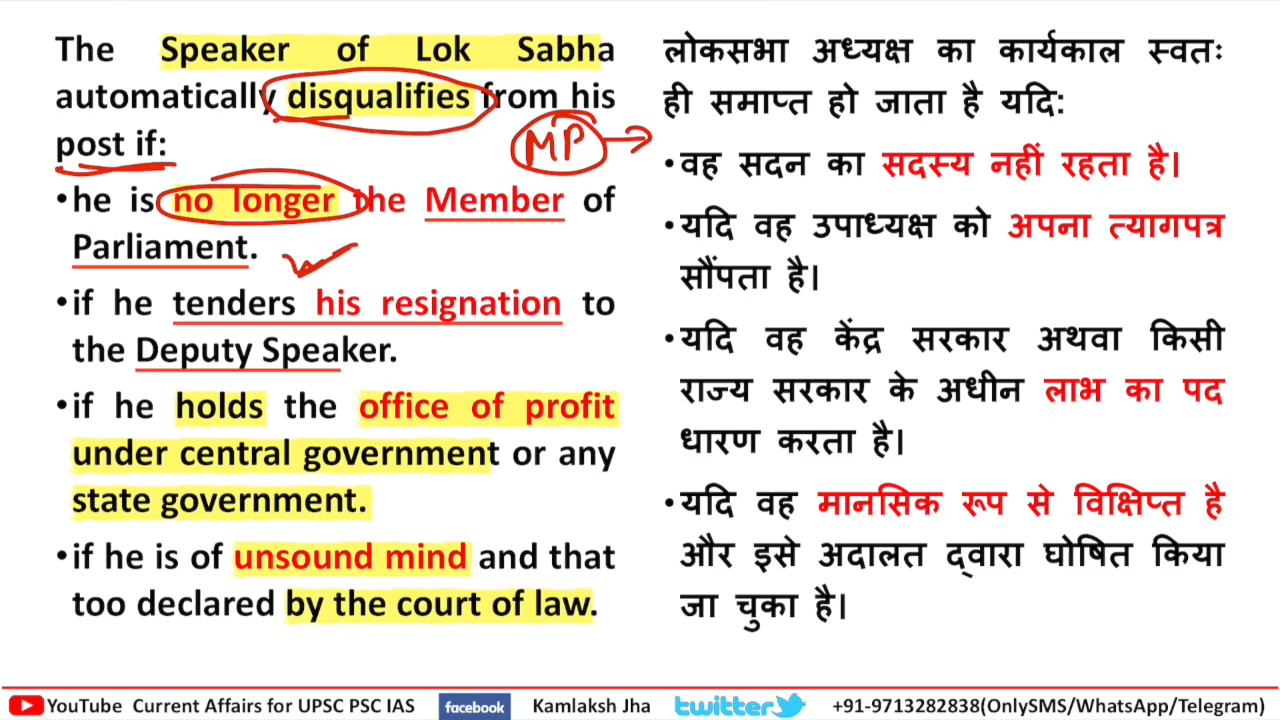 The Speaker of Lok Sabha
automatically disqualifies from his
post if:
MP
•he is no longer the Member of
Parliament.
•if he tenders his resignation to
the Deputy Speaker.
•if he holds the office of profit
under central government or any
state government.
•if he is of unsound mind and that
too declared by the court of law.
लोकसभा अध्यक्ष का कार्यकाल स्वतः
ही समाप्त हो जाता है यदि:
•वह सदन का सदस्य नहीं रहता है।
•यदि वह उपाध्यक्ष को अपना त्यागपत्र
सौंपता है।
•यदि वह केंद्र सरकार अथवा किसी
राज्य सरकार के अधीन लाभ का पद
धारण करता है।
•यदि वह मानसिक रूप से विक्षिप्त है
और इसे अदालत द्वारा घोषित किया
जा चुका है।
YouTube Current Affairs for UPSC PSC IAS facebook Kamlaksh Jha twitter +91-9713282838(OnlySMS/WhatsApp/Telegram)